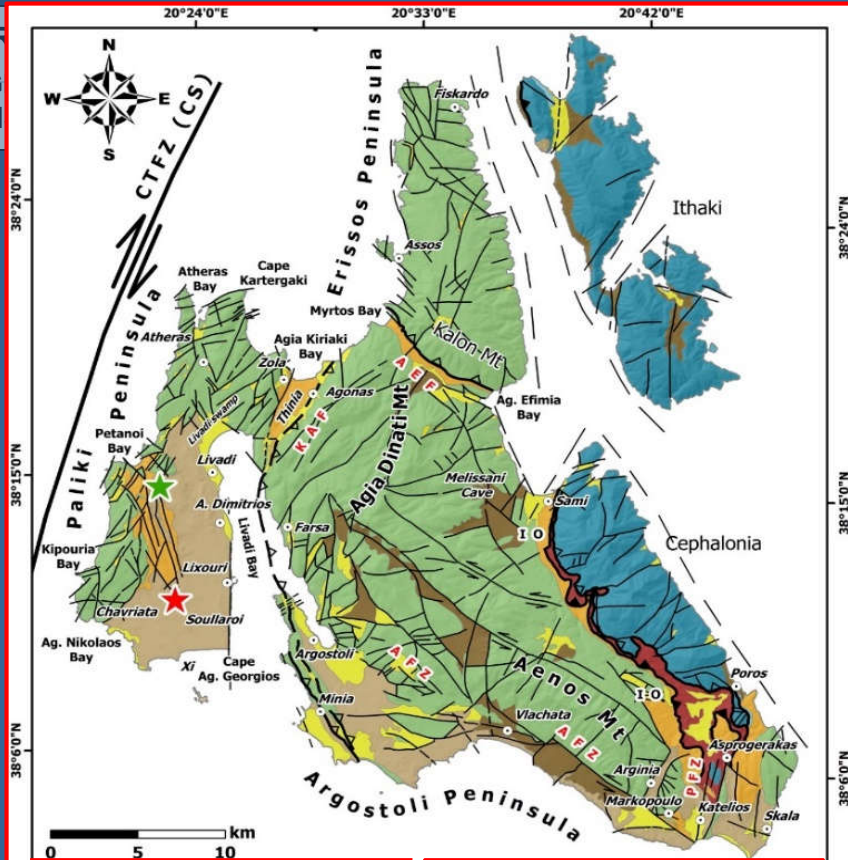 20°24'0"E
20°33'0"E
20°42'0"E
N
W
E
S
CTFZ (CS)
Fiskardo
Erissos Peninsula
38°24'0"N
38°24'0"N
Ithaki
Assos
Atheras
Bay
Cape
Kartergaki
Myrtos Bay
Kalon Mt
Atheras
Agia Kiriaki
Bay
Zola
Thinia
Agonas
A E F
K A F
Ag. Efimia
Bay
Paliki Peninsula
Livadi swamp
Petanoi
Bay
Livadi
Agia Dinati Mt
Melissani
Cave
38°15'0"N
38°15'0"N
Sami
A. Dimitrios
Livadi Bay
Farsa
I O
Cephalonia
Kipouria
Bay
Lixouri
Chavriata
Soullaroi
Ag. Nikolaos
Bay
Xi
Cape
Ag. Georgios
Argostoli
A F Z
Aenos Mt
Poros
Minia
I-O
Vlachata
A F Z
Asprogerakas
38°6'0"N
38°6'0"N
Arginia
PFZ
Markopoulo
Katelios
Skala
Argostoli Peninsula
km
0
5
10